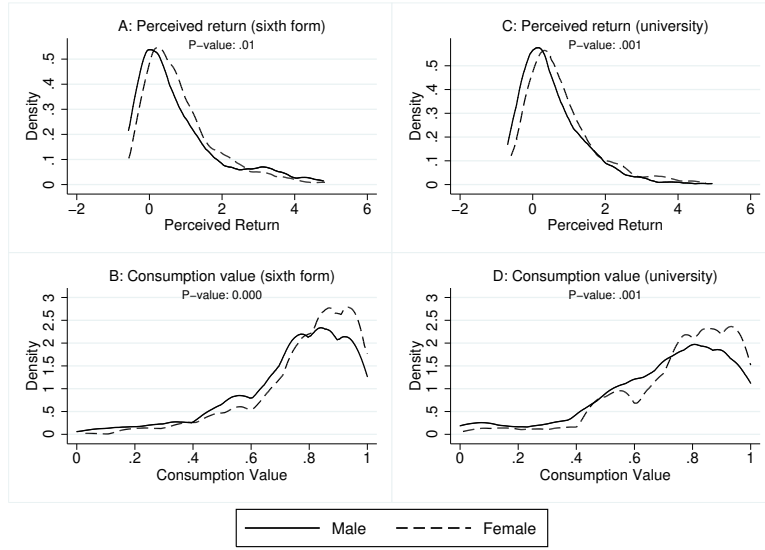 A: Perceived return (sixth form)
P-value: .01
Density
0 .1 .2 .3 .4 .5
-2 0 2 4 6
Perceived Return
C: Perceived return (university)
P-value: .001
Density
0 .1 .2 .3 .4 .5
-2 0 2 4 6
Perceived Return
B: Consumption value (sixth form)
P-value: 0.000
Density
0 .5 1 1.5 2 2.5 3
0 .2 .4 .6 .8 1
Consumption Value
D: Consumption value (university)
P-value: .001
Density
0 .5 1 1.5 2 2.5 3
0 .2 .4 .6 .8 1
Consumption Value
Male Female